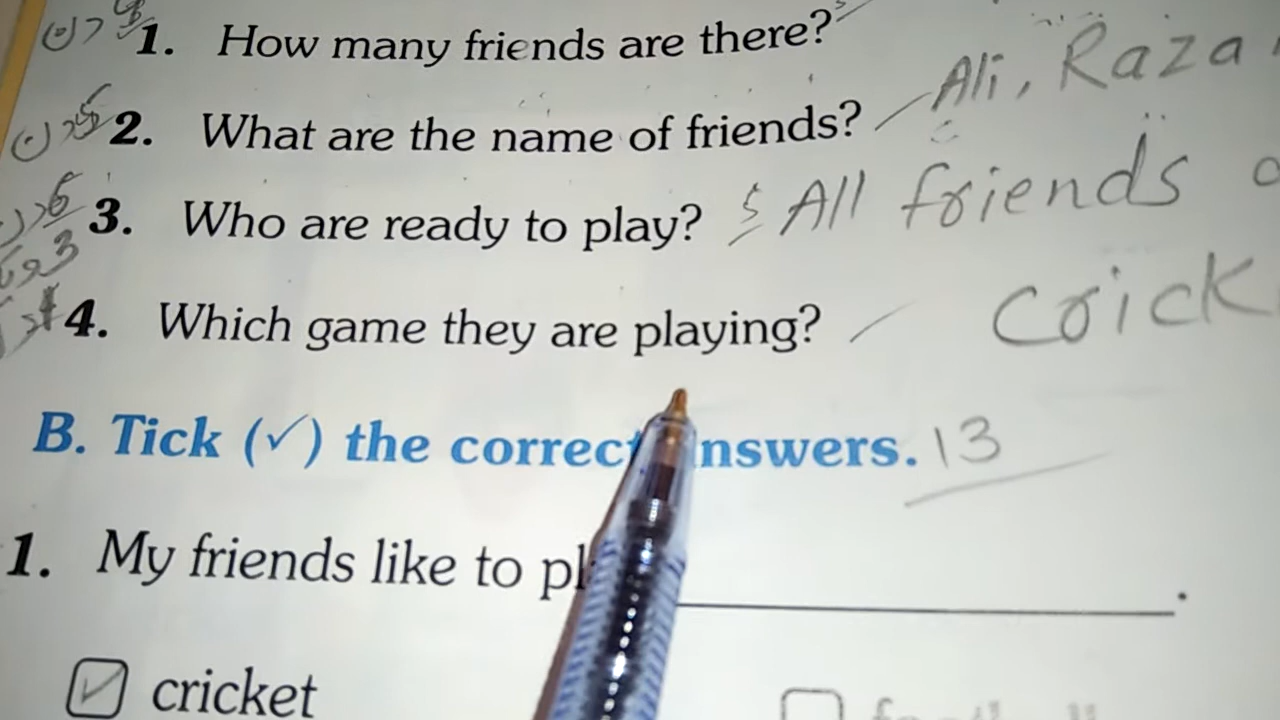 1. How many friends are there?
2. What are the name of friends? Ali, Raza
3. Who are ready to play? All friends
4. Which game they are playing? Crick
B. Tick (✓) the correct nswers. 13
1. My friends like to pl ____________.
cricket